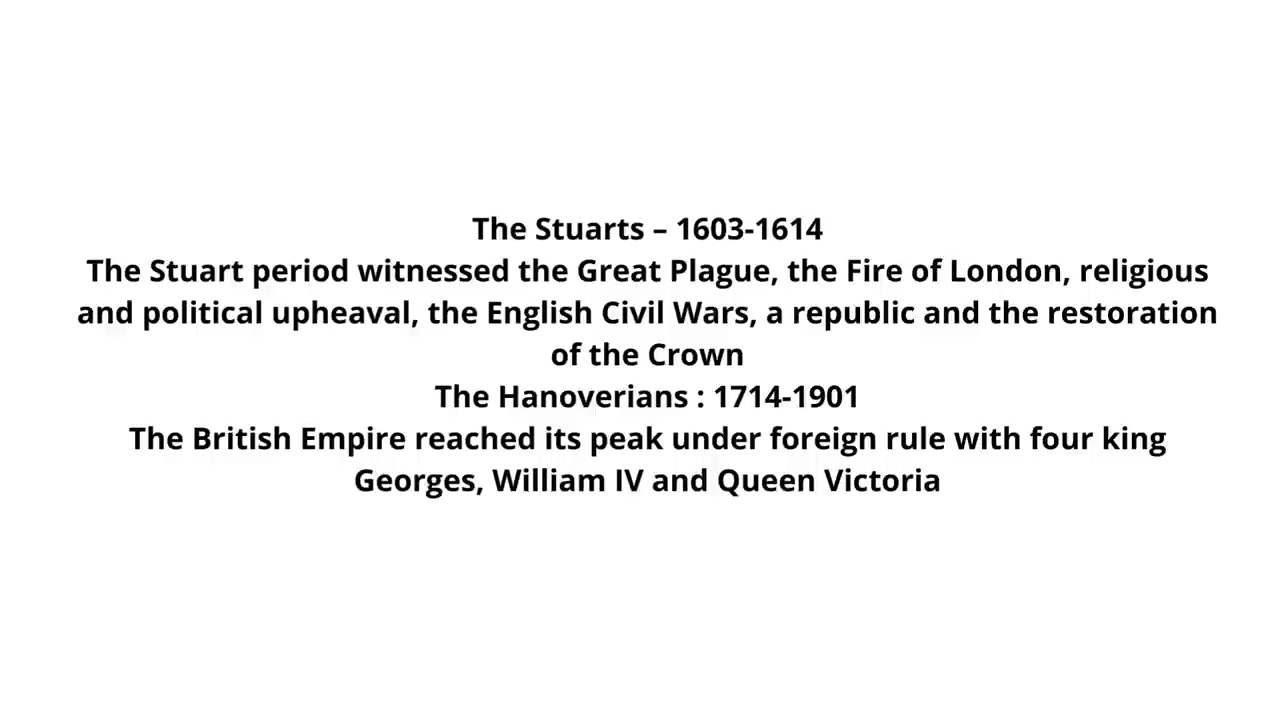 The Stuarts – 1603-1614
The Stuart period witnessed the Great Plague, the Fire of London, religious
and political upheaval, the English Civil Wars, a republic and the restoration
of the Crown
The Hanoverians : 1714-1901
The British Empire reached its peak under foreign rule with four king
Georges, William IV and Queen Victoria